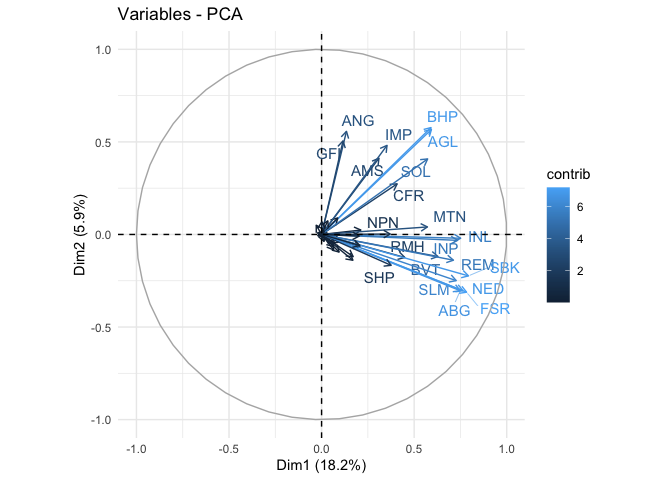 Variables - PCA
1.0
0.5
0.0
-0.5
-1.0
Dim2 (5.9%)
BHP
ANG
IMP
AGL
GFI
AMS
SOL
CFR
MTN
NPN
INL
RMH
INP
REM
SBK
BVT
SHP
SLM
NED
ABG
FSR
-1.0
-0.5
0.0
0.5
1.0
Dim1 (18.2%)
contrib
6
4
2